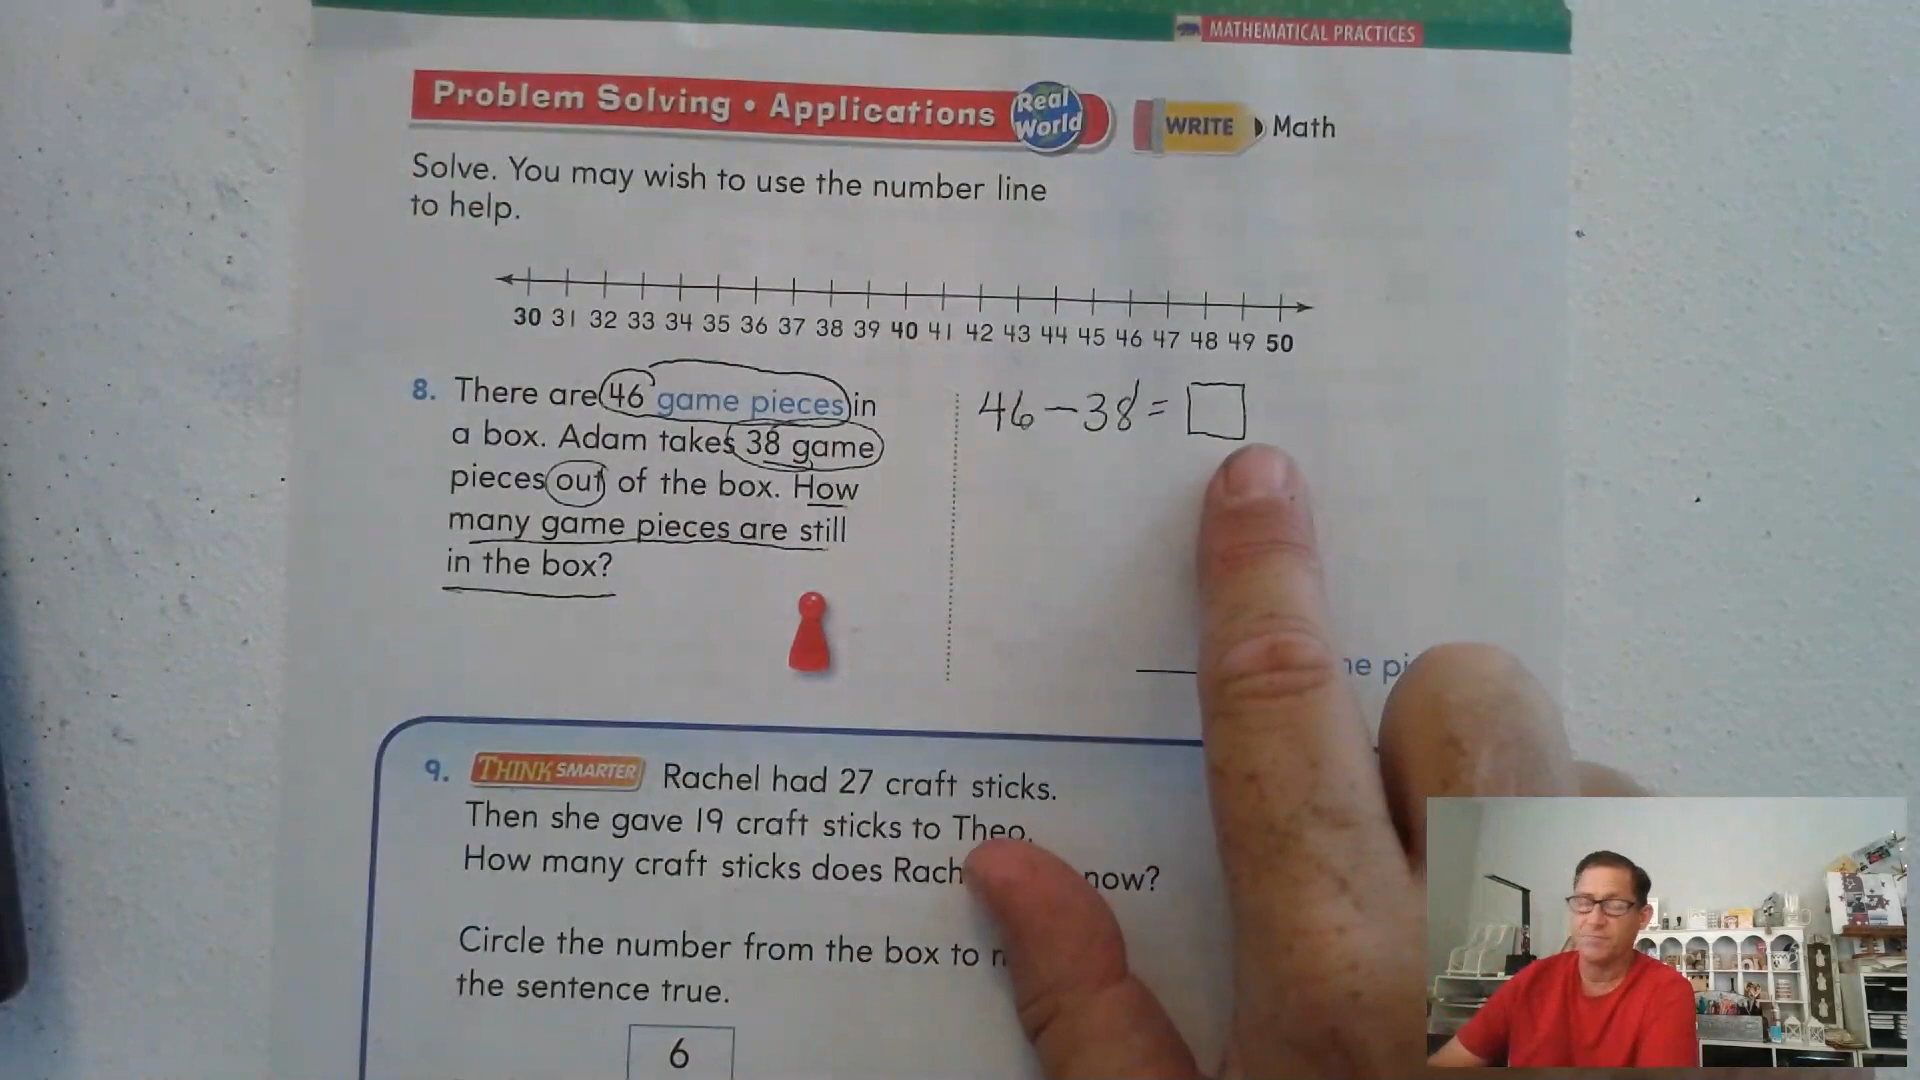 MATHEMATICAL PRACTICES
Problem Solving • Applications Real World WRITE Math
Solve. You may wish to use the number line
to help.
30 31 32 33 34 35 36 37 38 39 40 41 42 43 44 45 46 47 48 49 50
8. There are 46 game pieces in
a box. Adam takes 38 game
pieces out of the box. How
many game pieces are still
in the box?
46 - 38 =
9. THINK SMARTER Rachel had 27 craft sticks.
Then she gave 19 craft sticks to Theo.
How many craft sticks does now?
Circle the number from the box to
the sentence true.
6